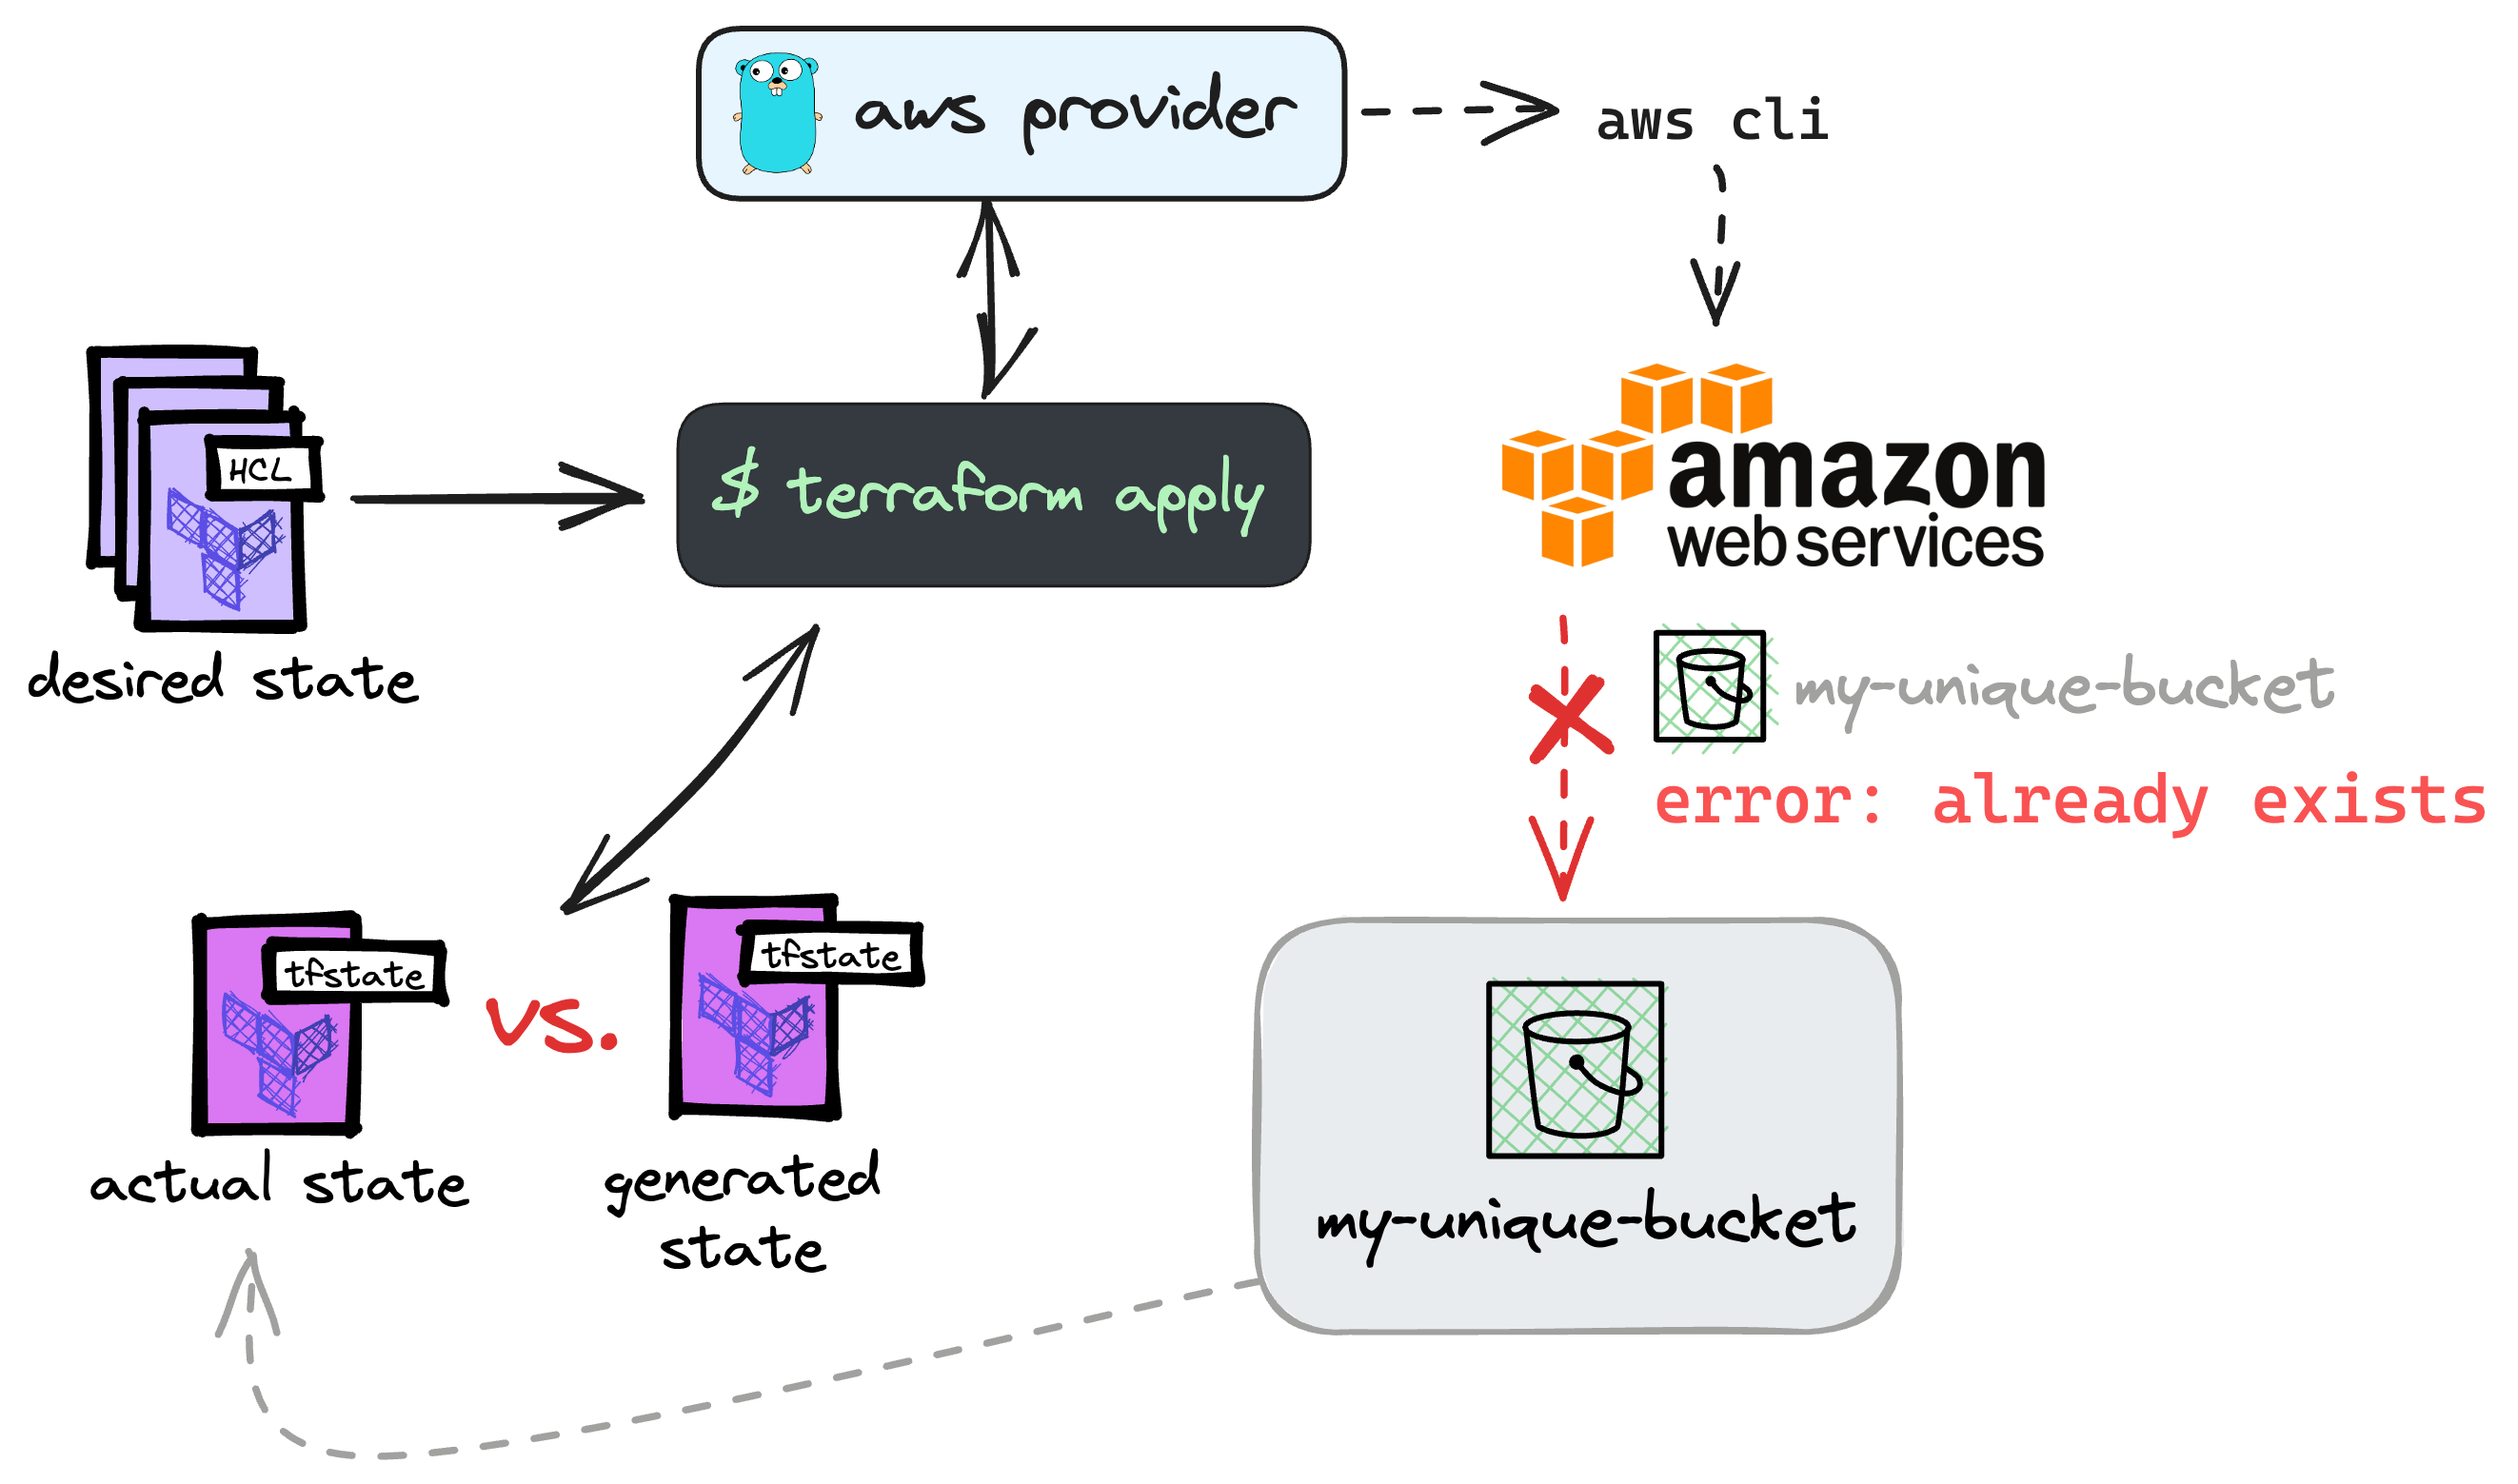 aws provider
aws cli
HCL
$ terraform apply
amazon
web services
desired state
my-unique-bucket
error: already exists
tfstate
vs.
tfstate
actual state
generated
state
my-unique-bucket